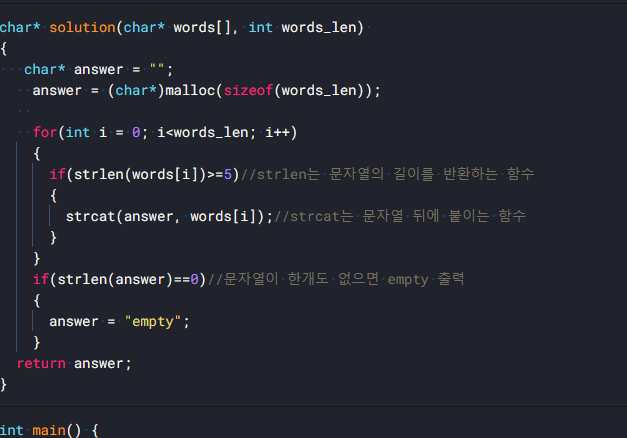 char* solution(char* words[], int words_len)
{
char* answer = "";
answer = (char*)malloc(sizeof(words_len));
for(int i = 0; i<words_len; i++)
{
if(strlen(words[i])>=5)//strlen는 문자열의 길이를 반환하는 함수
{
strcat(answer, words[i]);//strcat는 문자열 뒤에 붙이는 함수
}
}
if(strlen(answer)==0)//문자열이 한개도 없으면 empty 출력
{
answer = "empty";
}
return answer;
}
int main() {